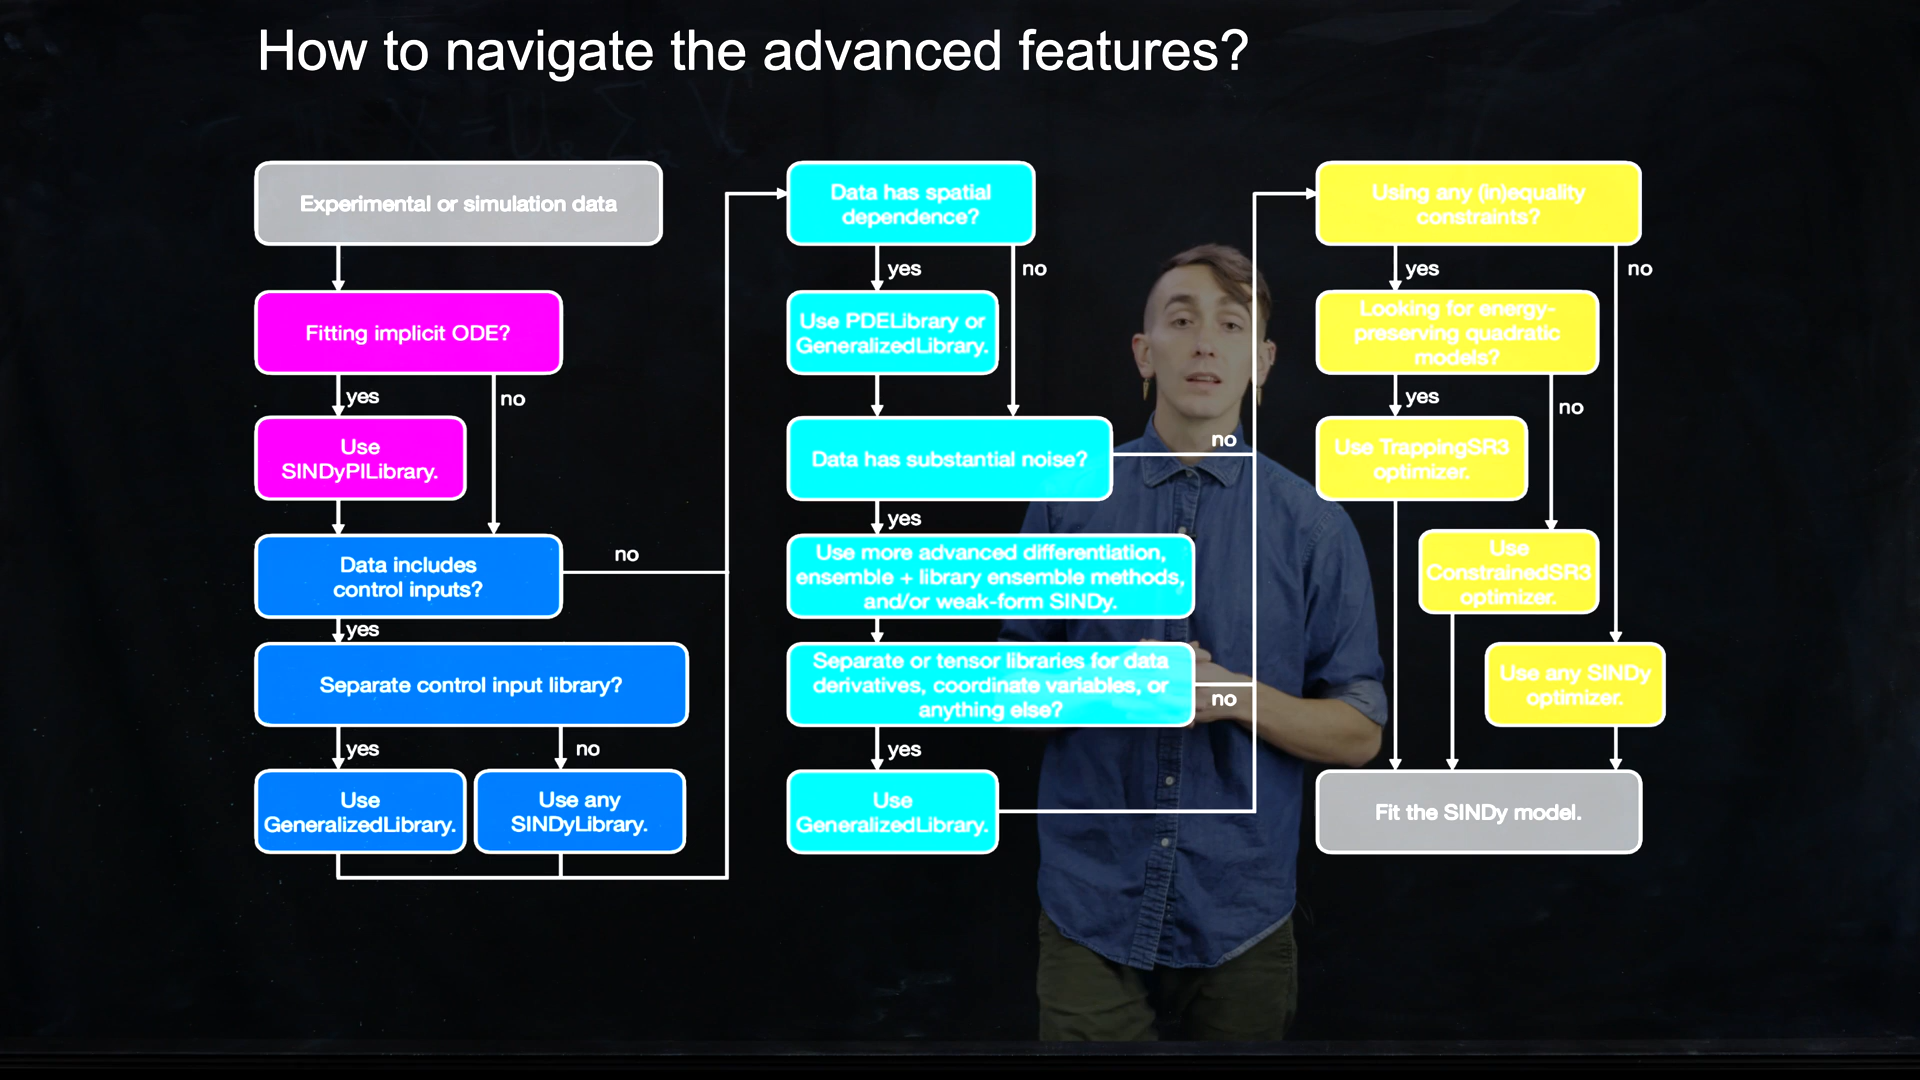 How to navigate the advanced features?
Experimental or simulation data
Fitting implicit ODE?
yes
no
Use
SINDyPILibrary.
Data includes
control inputs?
no
yes
Separate control input library?
yes
no
Use
GeneralizedLibrary.
Use any
SINDyLibrary.
Data has spatial
dependence?
yes
no
Use PDELibrary or
GeneralizedLibrary.
Data has substantial noise?
no
yes
Use more advanced differentiation,
ensemble + library ensemble methods,
and/or weak-form SINDy.
Separate or tensor libraries for data
derivatives, coordinate variables, or
anything else?
no
yes
Use
GeneralizedLibrary.
Using any (in)equality
constraints?
yes
no
Looking for energy-
preserving quadratic
models?
yes
no
Use TrappingSR3
optimizer.
Use
ConstrainedSR3
optimizer.
Use any SINDy
optimizer.
Fit the SINDy model.